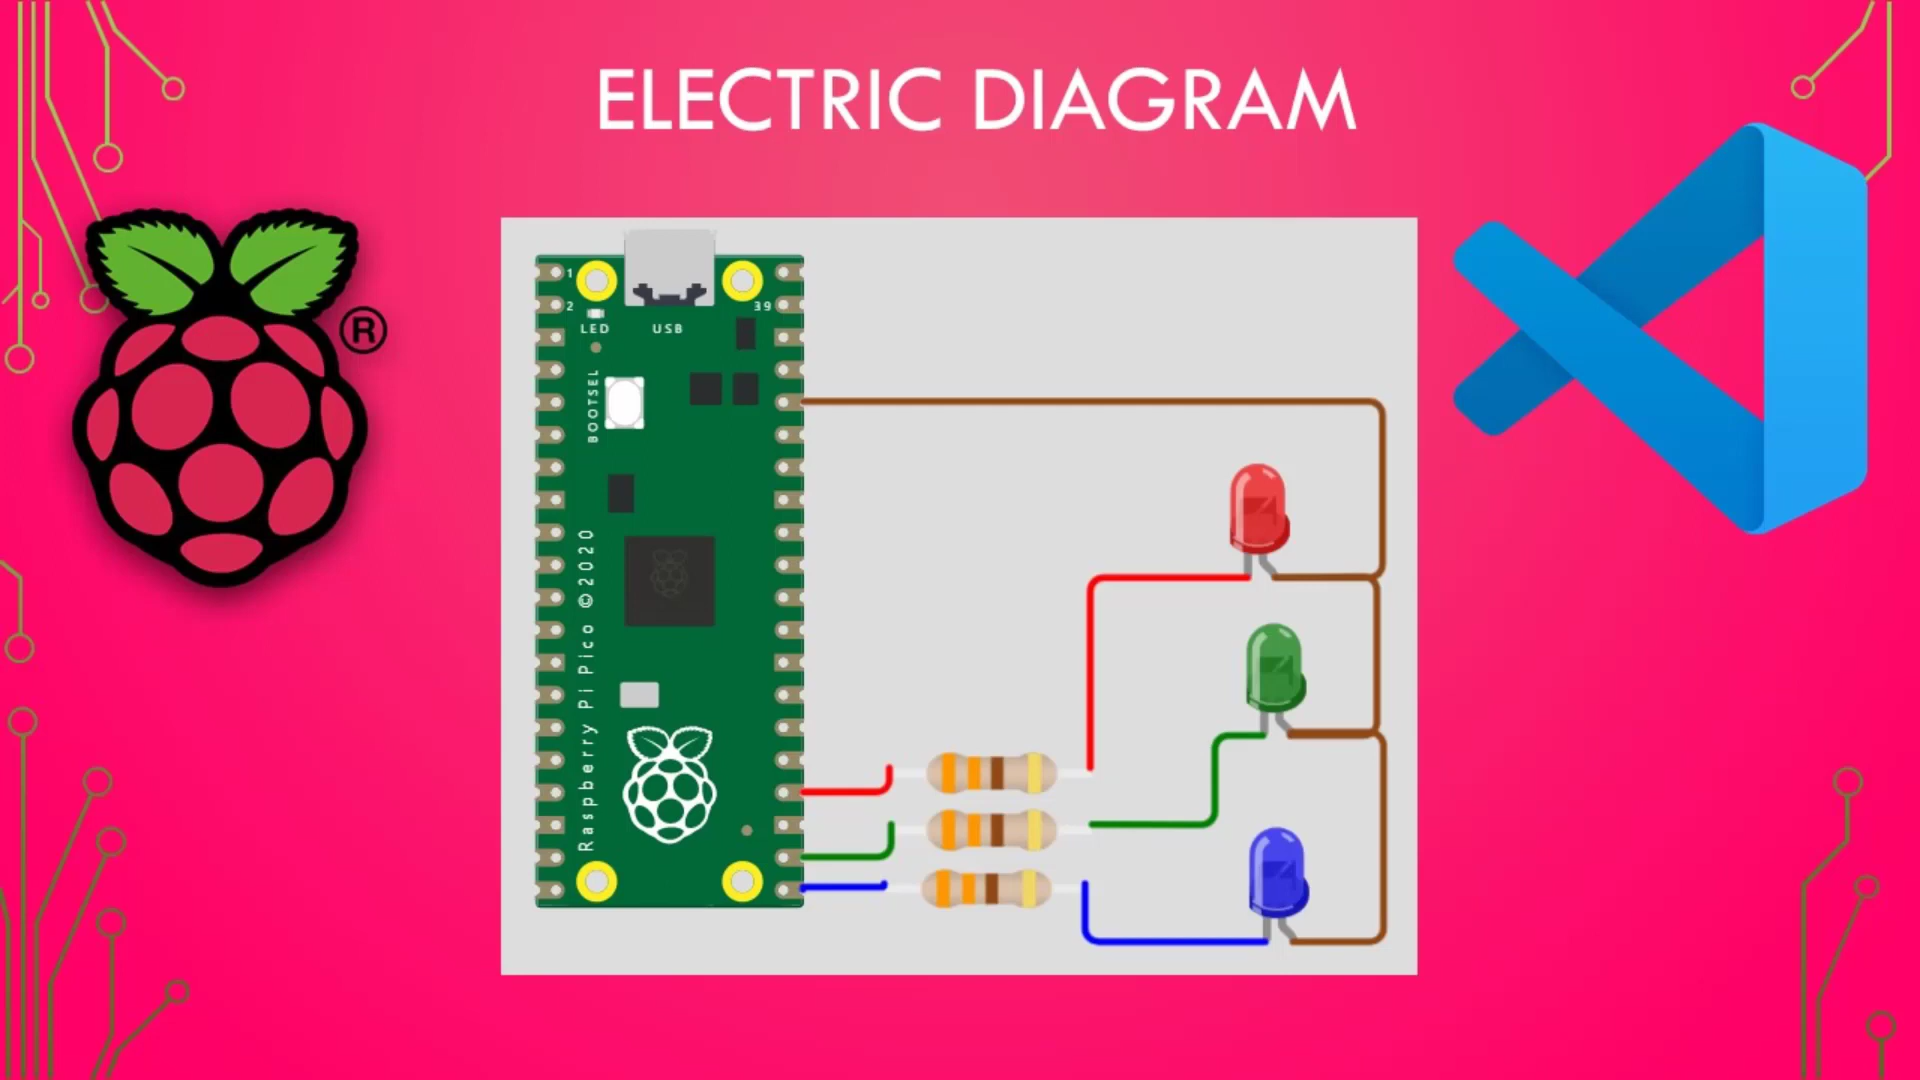 ELECTRIC DIAGRAM
®
1
2
39
LED
USB
BOOTSEL
Raspberry Pi Pico ©2020